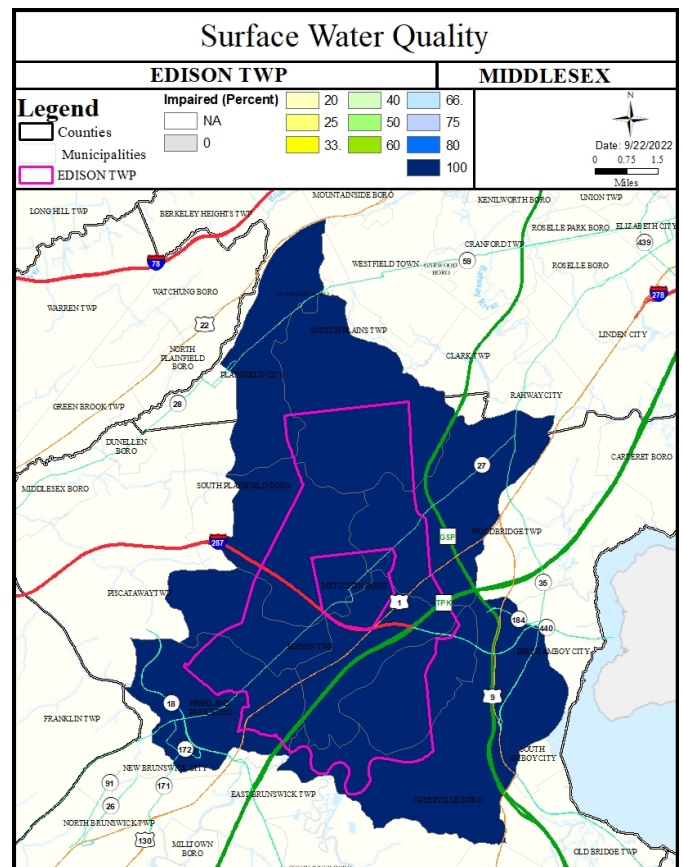 Surface Water Quality
EDISON TWP
MIDDLESEX
Legend
Counties
Municipalities
EDISON TWP
Impaired (Percent)
NA
0
20
25
33.
40
50
60
66.
75
80
100
N
Date: 9/22/2022
0 0.75 1.5
Miles
MOUNTAINSIDE BORO
KENILWORTH BORO
UNION TWP
LONG HILL TWP
BERKELEY HEIGHTS TWP
ROSELLE PARK BORO
ELIZABETH CITY
439
CRANFORD TWP
WESTFIELD TOWN
59
GARWOOD
BORO
ROSELLE BORO
78
WATCHUNG BORO
278
WARREN TWP
22
SOUTCH PLAINS TWP
LINDEN CITY
NORTH
PLAINFIELD
BORO
CLARK TWP
PLAINFIELD CITY
RAHWAY CITY
28
GREEN BROOK TWP
DUNELLEN
BORO
CARTERET BORO
27
MIDDLESEX BORO
SOUTH PLAINFIELD BORO
WOODBRIDGE TWP
GSP
287
35
METUCHEN BORO
PISCATAWAY TWP
1
TPK
184
440
EDISON TWP
PERTH AMBOY CITY
18
HIGHLAND
PARK BORO
9
FRANKLIN TWP
172
SOUTH
AMBOY CITY
NEW BRUNSWICK CITY
91
171
EAST BRUNSWICK TWP
26
SAYREVILLE BORO
NORTH BRUNSWICK TWP
130
MILLTOWN
BORO
OLD BRIDGE TWP